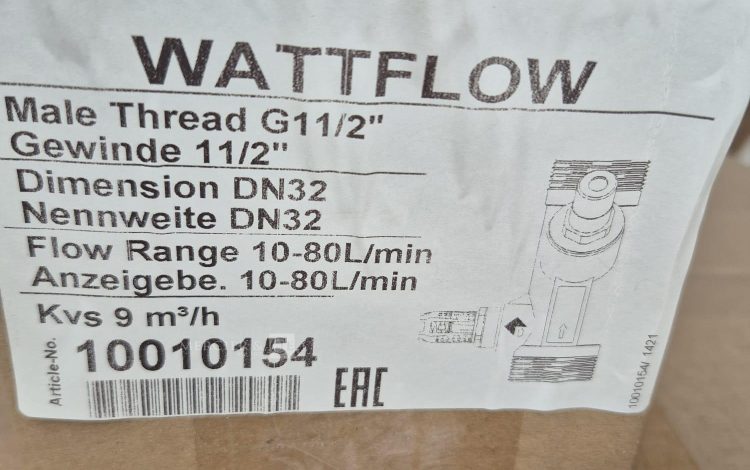 WATTFLOW
Male Thread G11/2"
Gewinde 11/2"
Dimension DN32
Nennweite DN32
Flow Range 10-80L/min
Anzeigebe. 10-80L/min
Kvs 9 m³/h
Article-No. 10010154
EAC
10010154/ 1421